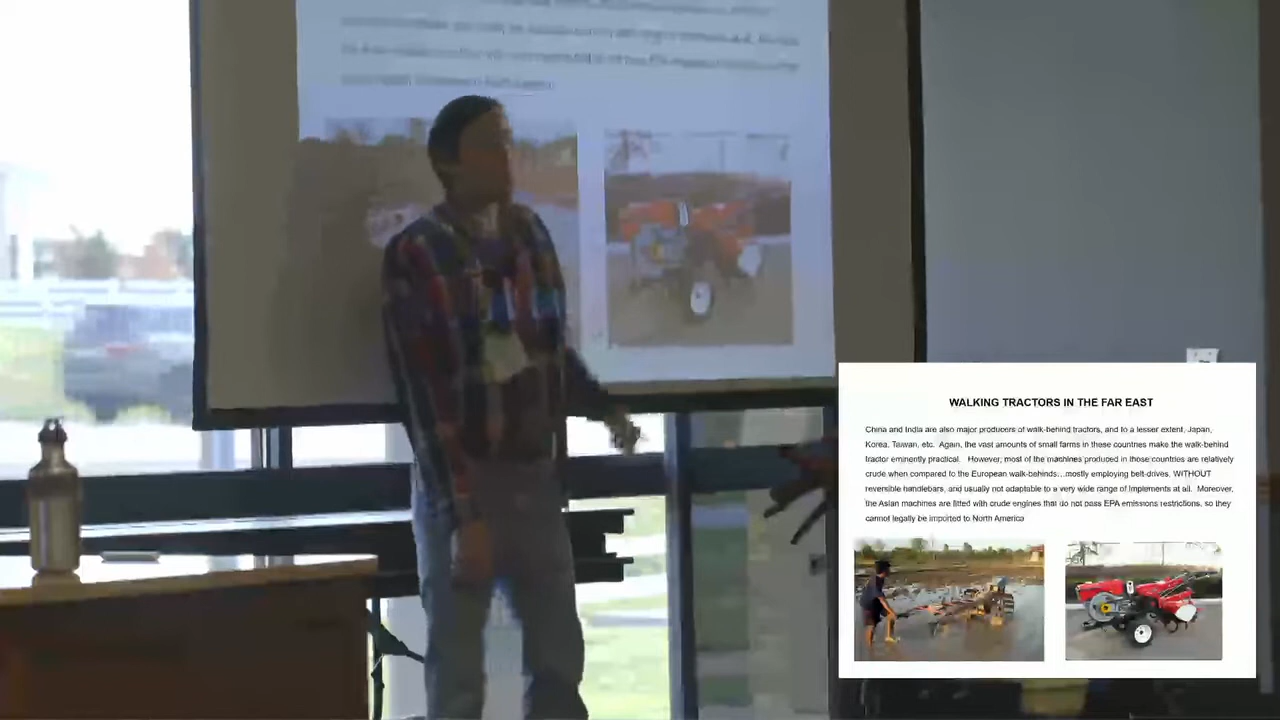 WALKING TRACTORS IN THE FAR EAST
China and India are also major producers of walk-behind tractors, and to a lesser extent, Japan,
Korea, Taiwan, etc. Again, the vast amounts of small farms in these countries make the walk-behind
tractor eminently practical. However, most of the machines produced in those countries are relatively
crude when compared to the European walk-behinds...mostly employing belt-drives, WITHOUT
reversible handlebars, and usually not adaptable to a very wide range of implements at all. Moreover,
the Asian machines are fitted with crude engines that do not pass EPA emissions restrictions, so they
cannot legally be imported to North America